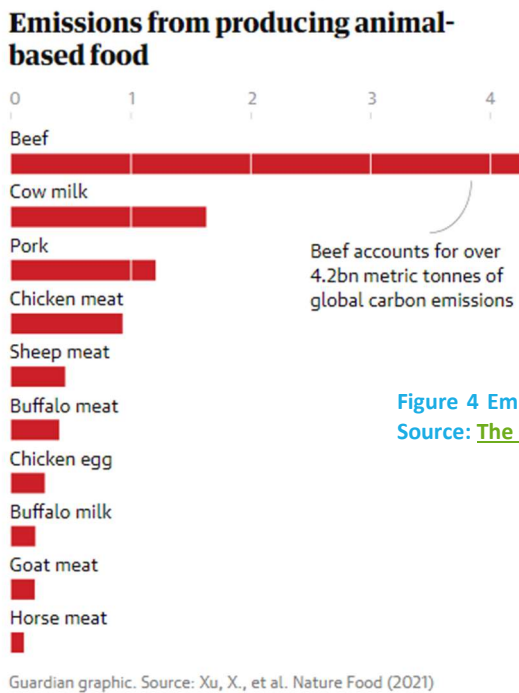 Emissions from producing animal-
based food
0 1 2 3 4
Beef
Cow milk
Beef accounts for over
4.2bn metric tonnes of
global carbon emissions
Pork
Chicken meat
Sheep meat
Buffalo meat
Figure 4 Em
Source: The
Chicken egg
Buffalo milk
Goat meat
Horse meat
Guardian graphic. Source: Xu, X., et al. Nature Food (2021)